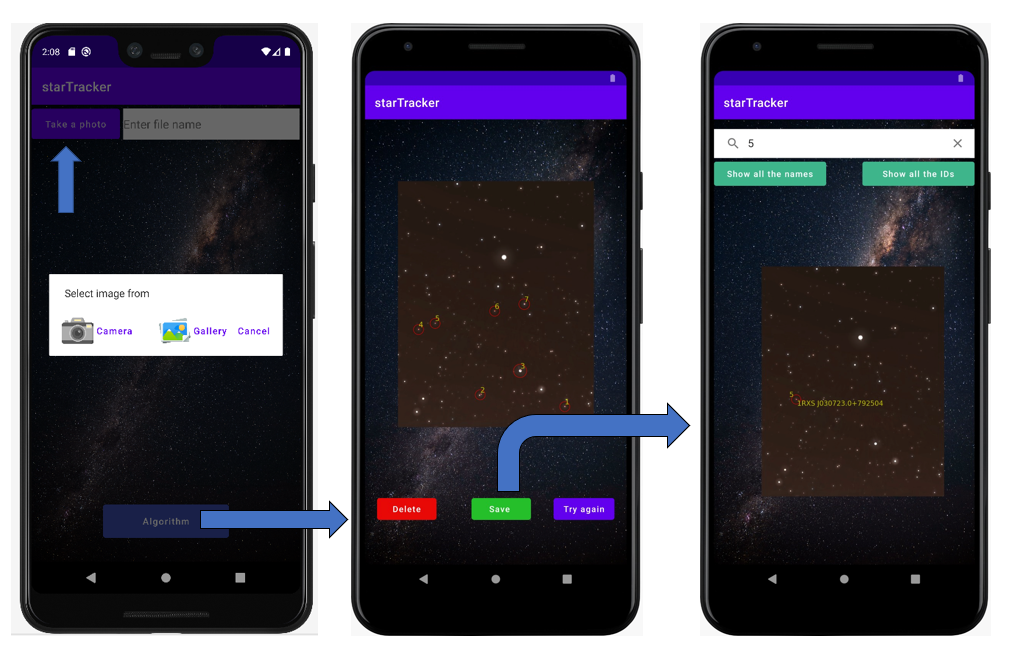 2:08
starTracker
Take a photo
Enter file name
Select image from
Camera
Gallery
Cancel
Algorithm
starTracker
7
6
5
4
3
2
1
Delete
Save
Try again
starTracker
5
Show all the names
Show all the IDs
5
1RXS J030723.0+792504